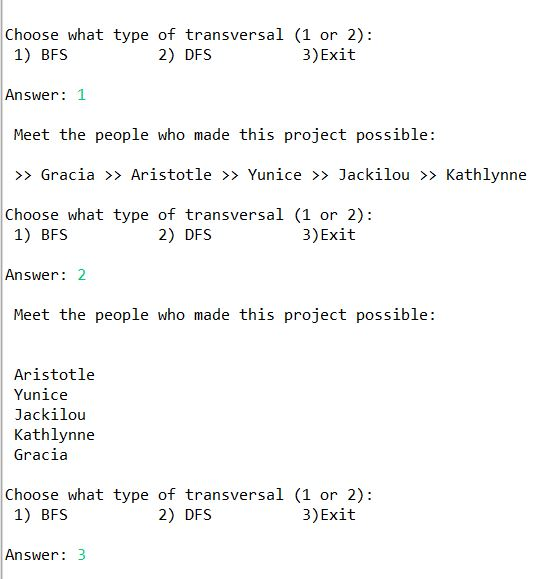 Choose what type of transversal (1 or 2):
1) BFS          2) DFS          3)Exit
Answer: 1
Meet the people who made this project possible:
>> Gracia >> Aristotle >> Yunice >> Jackilou >> Kathlynne
Choose what type of transversal (1 or 2):
1) BFS          2) DFS          3)Exit
Answer: 2
Meet the people who made this project possible:
Aristotle
Yunice
Jackilou
Kathlynne
Gracia
Choose what type of transversal (1 or 2):
1) BFS          2) DFS          3)Exit
Answer: 3